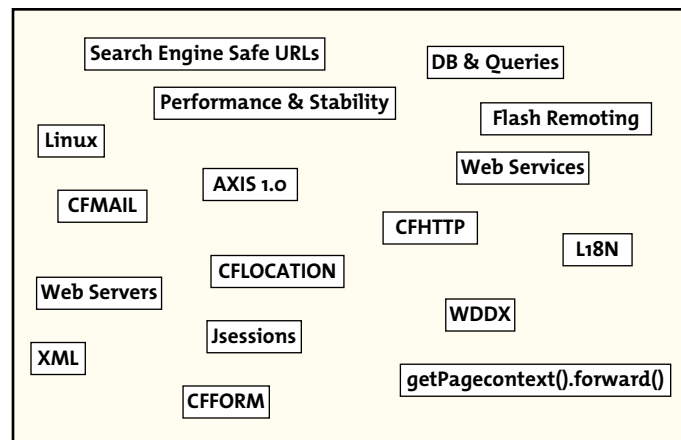 Search Engine Safe URLs
DB & Queries
Performance & Stability
Flash Remoting
Linux
Web Services
AXIS 1.0
CFMAIL
CFHTTP
L18N
CFLOCATION
Web Servers
WDDX
Jsessions
XML
getPagecontext().forward()
CFFORM